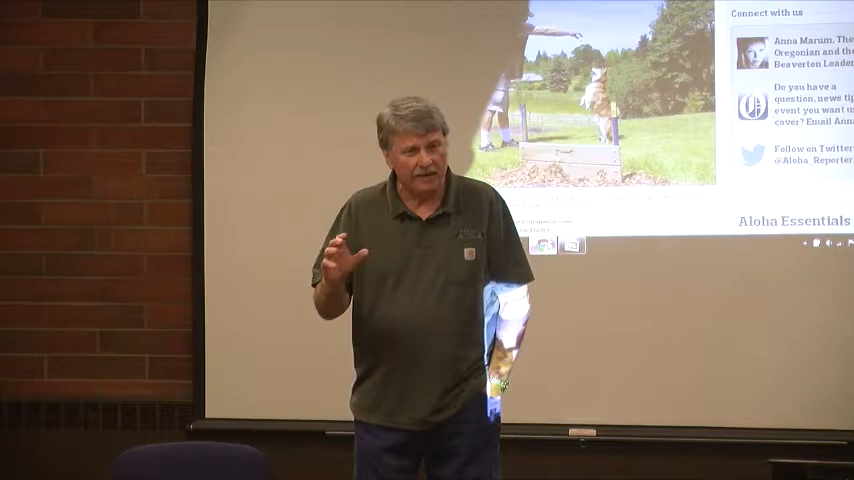 Connect with us
Anna Marum, The
Oregonian and the
Beaverton Leader
Do you have a
question, news tip
event you want us
cover? Email Anna
Follow on Twitter
@Aloha_Reporter
Aloha Essentials